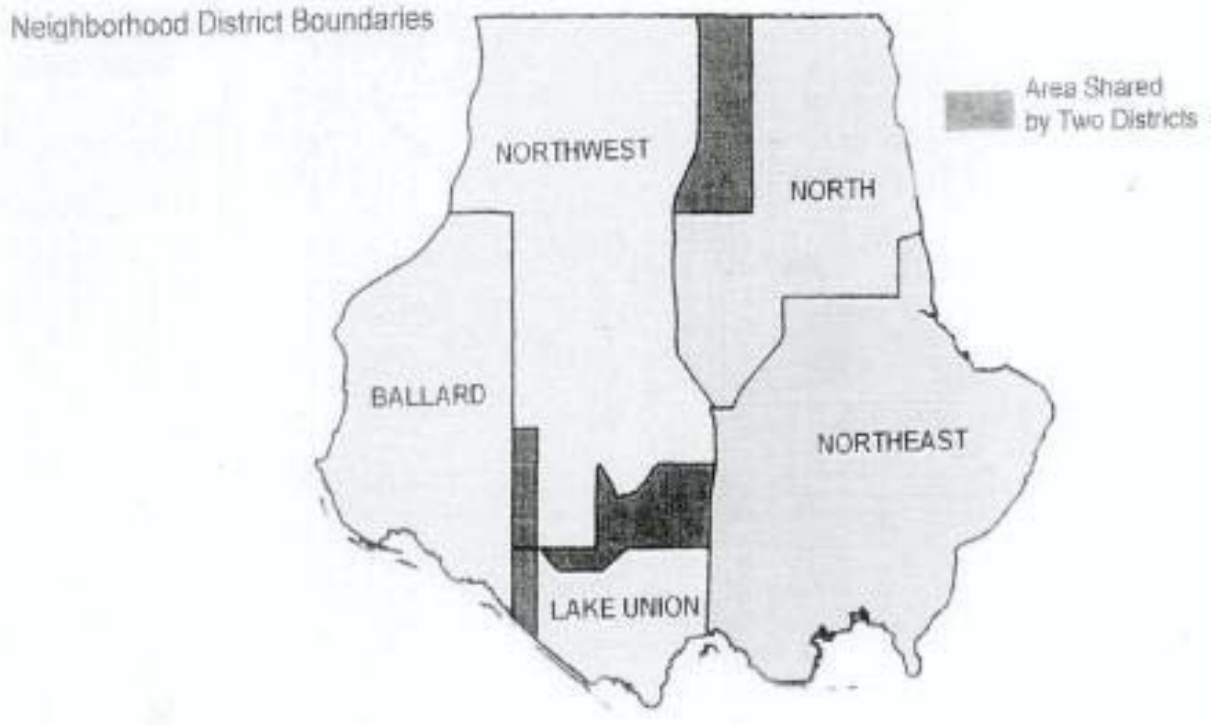 Neighborhood District Boundaries
Area Shared
by Two Districts
NORTHWEST
NORTH
BALLARD
NORTHEAST
LAKE UNION